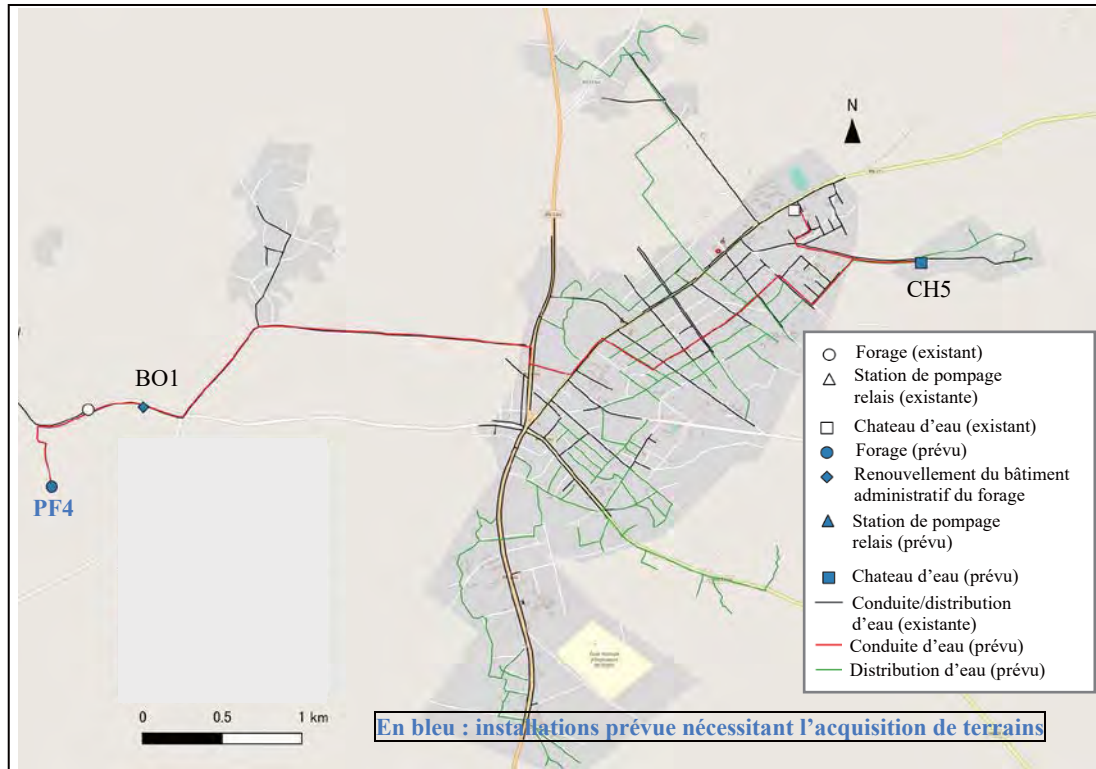 N
CH5
BO1
PF4
Forage (existant)
Station de pompage
relais (existante)
Chateau d'eau (existant)
Forage (prévu)
Renouvellement du bâtiment
administratif du forage
Station de pompage
relais (prévu)
Chateau d'eau (prévu)
Conduite/distribution
d'eau (existante)
Conduite d'eau (prévu)
Distribution d'eau (prévu)
0 0.5 1 km
En bleu : installations prévue nécessitant l'acquisition de terrains